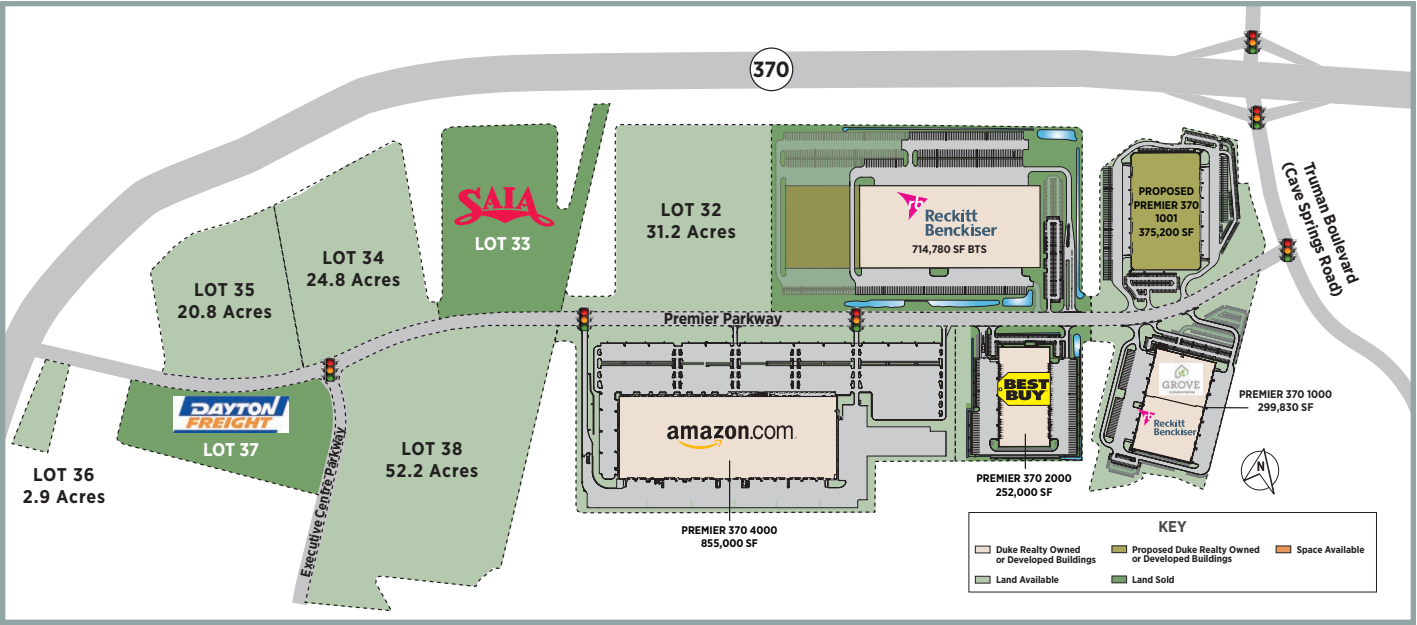 370
Truman Boulevard
(Cave Springs Road)
SAIA
LOT 33
LOT 32
31.2 Acres
rb
Reckitt
Benckiser
714,780 SF BTS
PROPOSED
PREMIER 370
1001
375,200 SF
LOT 34
24.8 Acres
LOT 35
20.8 Acres
Premier Parkway
DAYTON
FREIGHT
LOT 37
LOT 36
2.9 Acres
Executive Centre Parkway
LOT 38
52.2 Acres
amazon.com
PREMIER 370 4000
855,000 SF
BEST
BUY
PREMIER 370 2000
252,000 SF
GROVE
rb
Reckitt
Benckiser
PREMIER 370 1000
299,830 SF
N
KEY
Duke Realty Owned
or Developed Buildings
Proposed Duke Realty Owned
or Developed Buildings
Space Available
Land Available
Land Sold